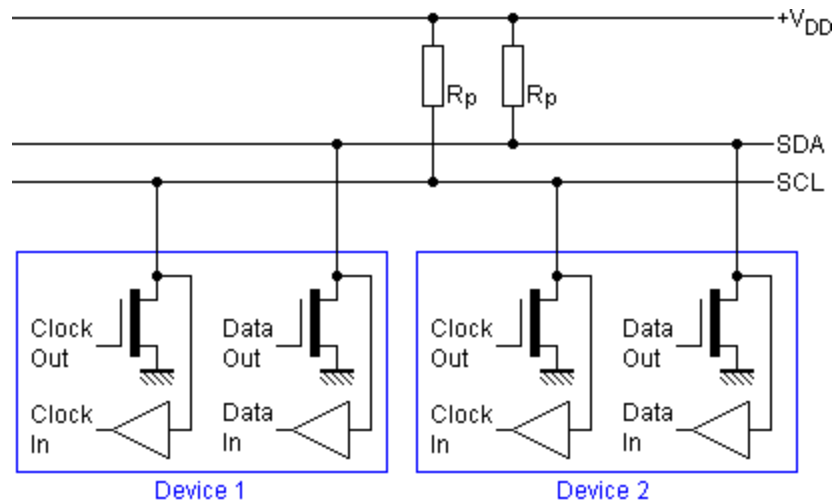 +VDD
Rp
Rp
SDA
SCL
Clock
Out
Data
Out
Clock
Out
Data
Out
Clock
In
Data
In
Clock
In
Data
In
Device 1
Device 2